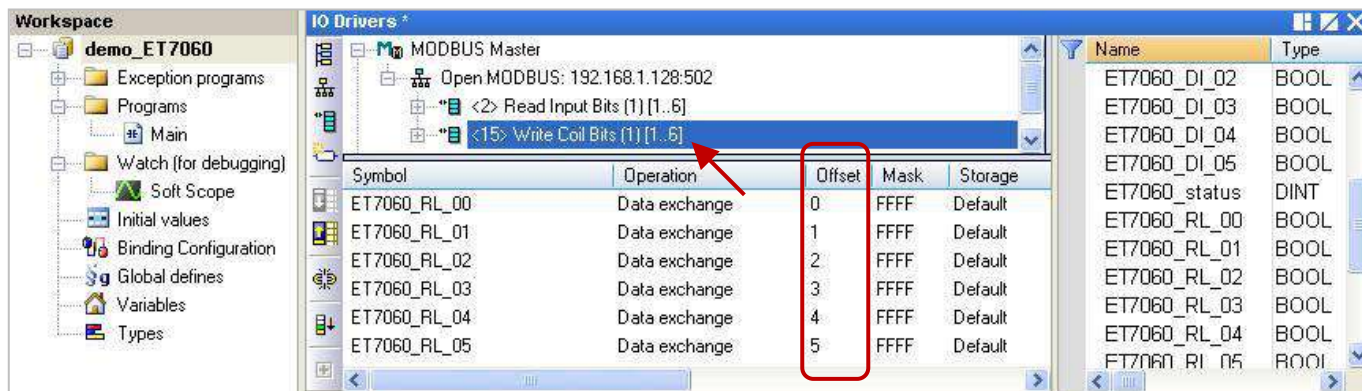 Workspace
demo_ET7060
Exception programs
Programs
Main
Watch (for debugging)
Soft Scope
Initial values
Binding Configuration
Global defines
Variables
Types
IO Drivers *
MODBUS Master
Open MODBUS: 192.168.1.128:502
<2> Read Input Bits (1) [1..6]
<15> Write Coil Bits (1) [1..6]
Symbol Operation Offset Mask Storage
ET7060_RL_00 Data exchange 0 FFFF Default
ET7060_RL_01 Data exchange 1 FFFF Default
ET7060_RL_02 Data exchange 2 FFFF Default
ET7060_RL_03 Data exchange 3 FFFF Default
ET7060_RL_04 Data exchange 4 FFFF Default
ET7060_RL_05 Data exchange 5 FFFF Default
Name Type
ET7060_DI_02 BOOL
ET7060_DI_03 BOOL
ET7060_DI_04 BOOL
ET7060_DI_05 BOOL
ET7060_status DINT
ET7060_RL_00 BOOL
ET7060_RL_01 BOOL
ET7060_RL_02 BOOL
ET7060_RL_03 BOOL
ET7060_RL_04 BOOL
ET7060_RL_05 BOOL